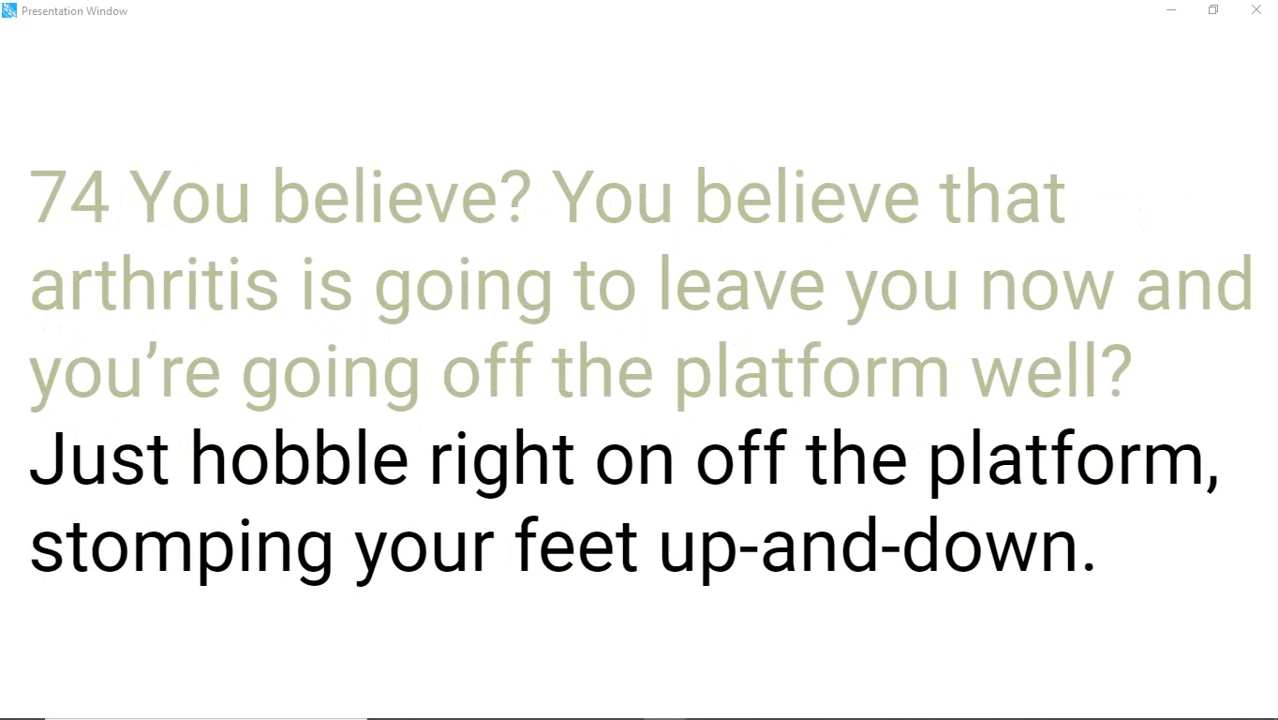 Presentation Window
74 You believe? You believe that
arthritis is going to leave you now and
you’re going off the platform well?
Just hobble right on off the platform,
stomping your feet up-and-down.